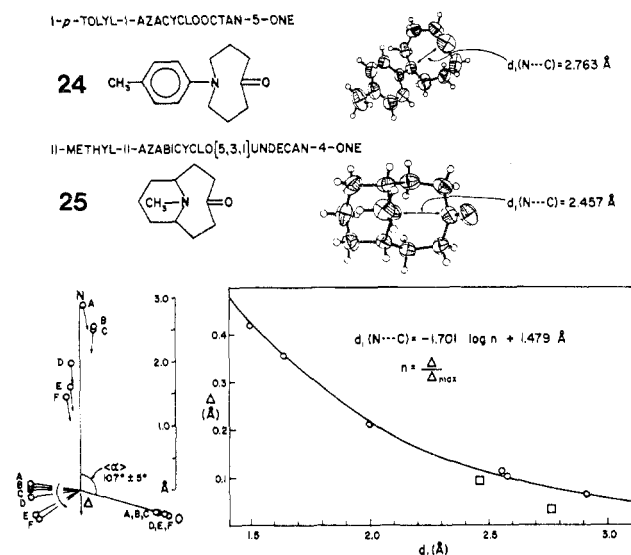 1-p-TOLYL-1-AZACYCLOOCTAN-5-ONE
24
CH₃
N
O
d₁(N---C) = 2.763 Å
11-METHYL-11-AZABICYCLO[5,3,1]UNDECAN-4-ONE
25
CH₃—N
O
d₁(N---C) = 2.457 Å
N
A
B
C
D
E
F
3.0
2.0
1.0
Å
<α>
107° ± 5°
A
B
C
D
E
F
Δ
A,B,C
D,E,F
O
0.4
0.3
Δ
(Å)
0.2
0.1
d₁(N---C) = -1.701 log n + 1.479 Å
n = Δ/Δmax
1.5
2.0
2.5
3.0
d₁(Å)